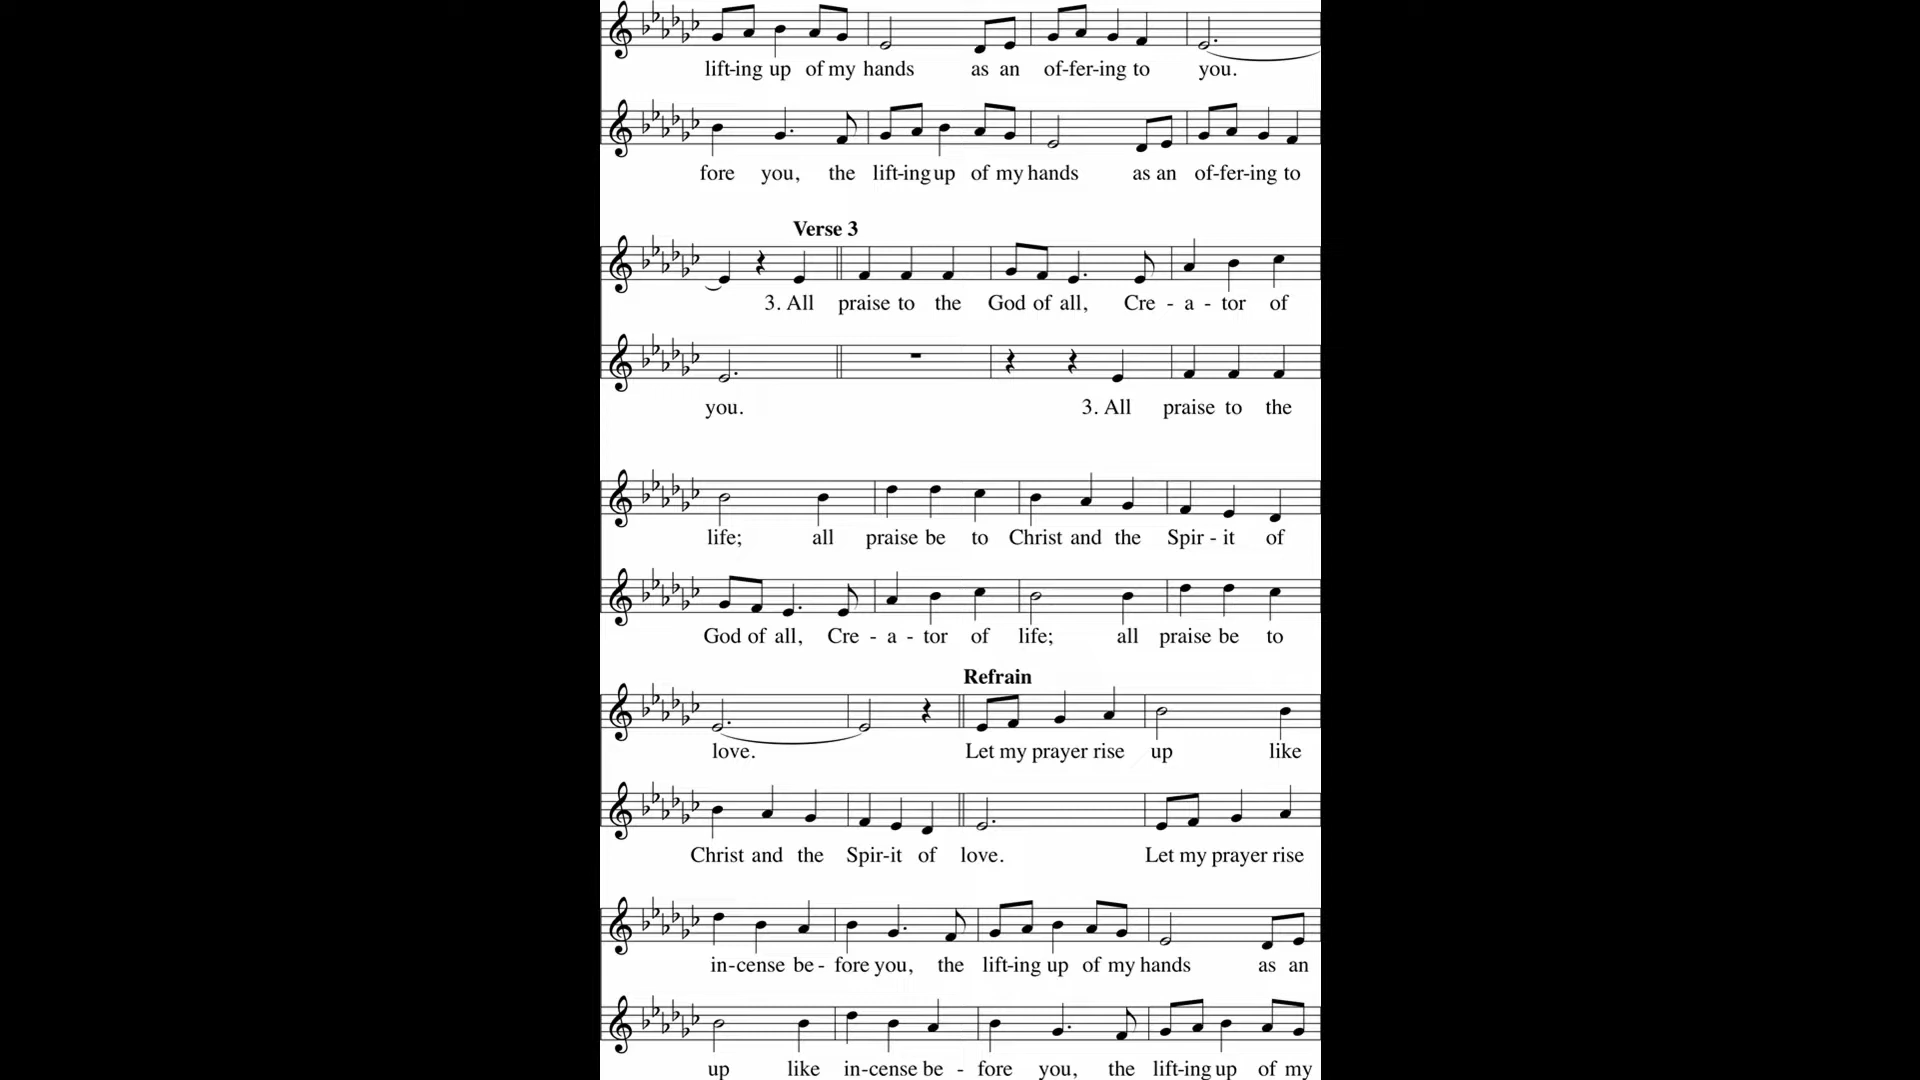 lift-ing up of my hands as an of-fer-ing to you.
fore you, the lift-ing up of my hands as an of-fer-ing to
Verse 3
3. All praise to the God of all, Cre - a - tor of
you. 3. All praise to the
life; all praise be to Christ and the Spir - it of
God of all, Cre - a - tor of life; all praise be to
Refrain
love. Let my prayer rise up like
Christ and the Spir-it of love. Let my prayer rise
in-cense be - fore you, the lift-ing up of my hands as an
up like in-cense be - fore you, the lift-ing up of my